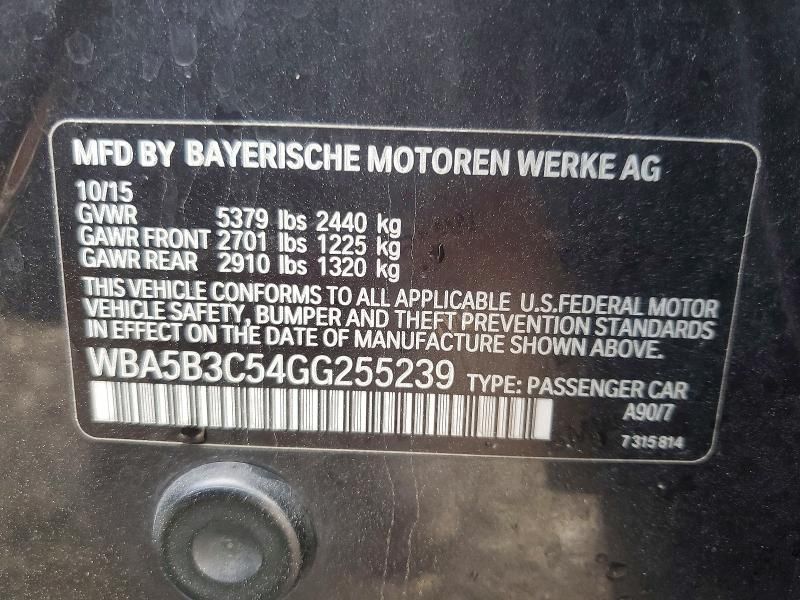 MFD BY BAYERISCHE MOTOREN WERKE AG
10/15
GVWR 5379 lbs 2440 kg
GAWR FRONT 2701 lbs 1225 kg
GAWR REAR 2910 lbs 1320 kg
THIS VEHICLE CONFORMS TO ALL APPLICABLE U.S.FEDERAL MOTOR
VEHICLE SAFETY, BUMPER AND THEFT PREVENTION STANDARDS
IN EFFECT ON THE DATE OF MANUFACTURE SHOWN ABOVE.
WBA5B3C54GG255239 TYPE: PASSENGER CAR
A90/7
7315814